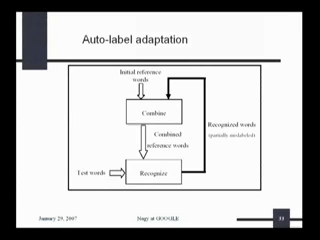 Auto-label adaptation
Initial reference
words
Combine
Recognized words
(partially mislabeled)
Combined
reference words
Test words
Recognize
January 29, 2007
Nagy at GOOGLE